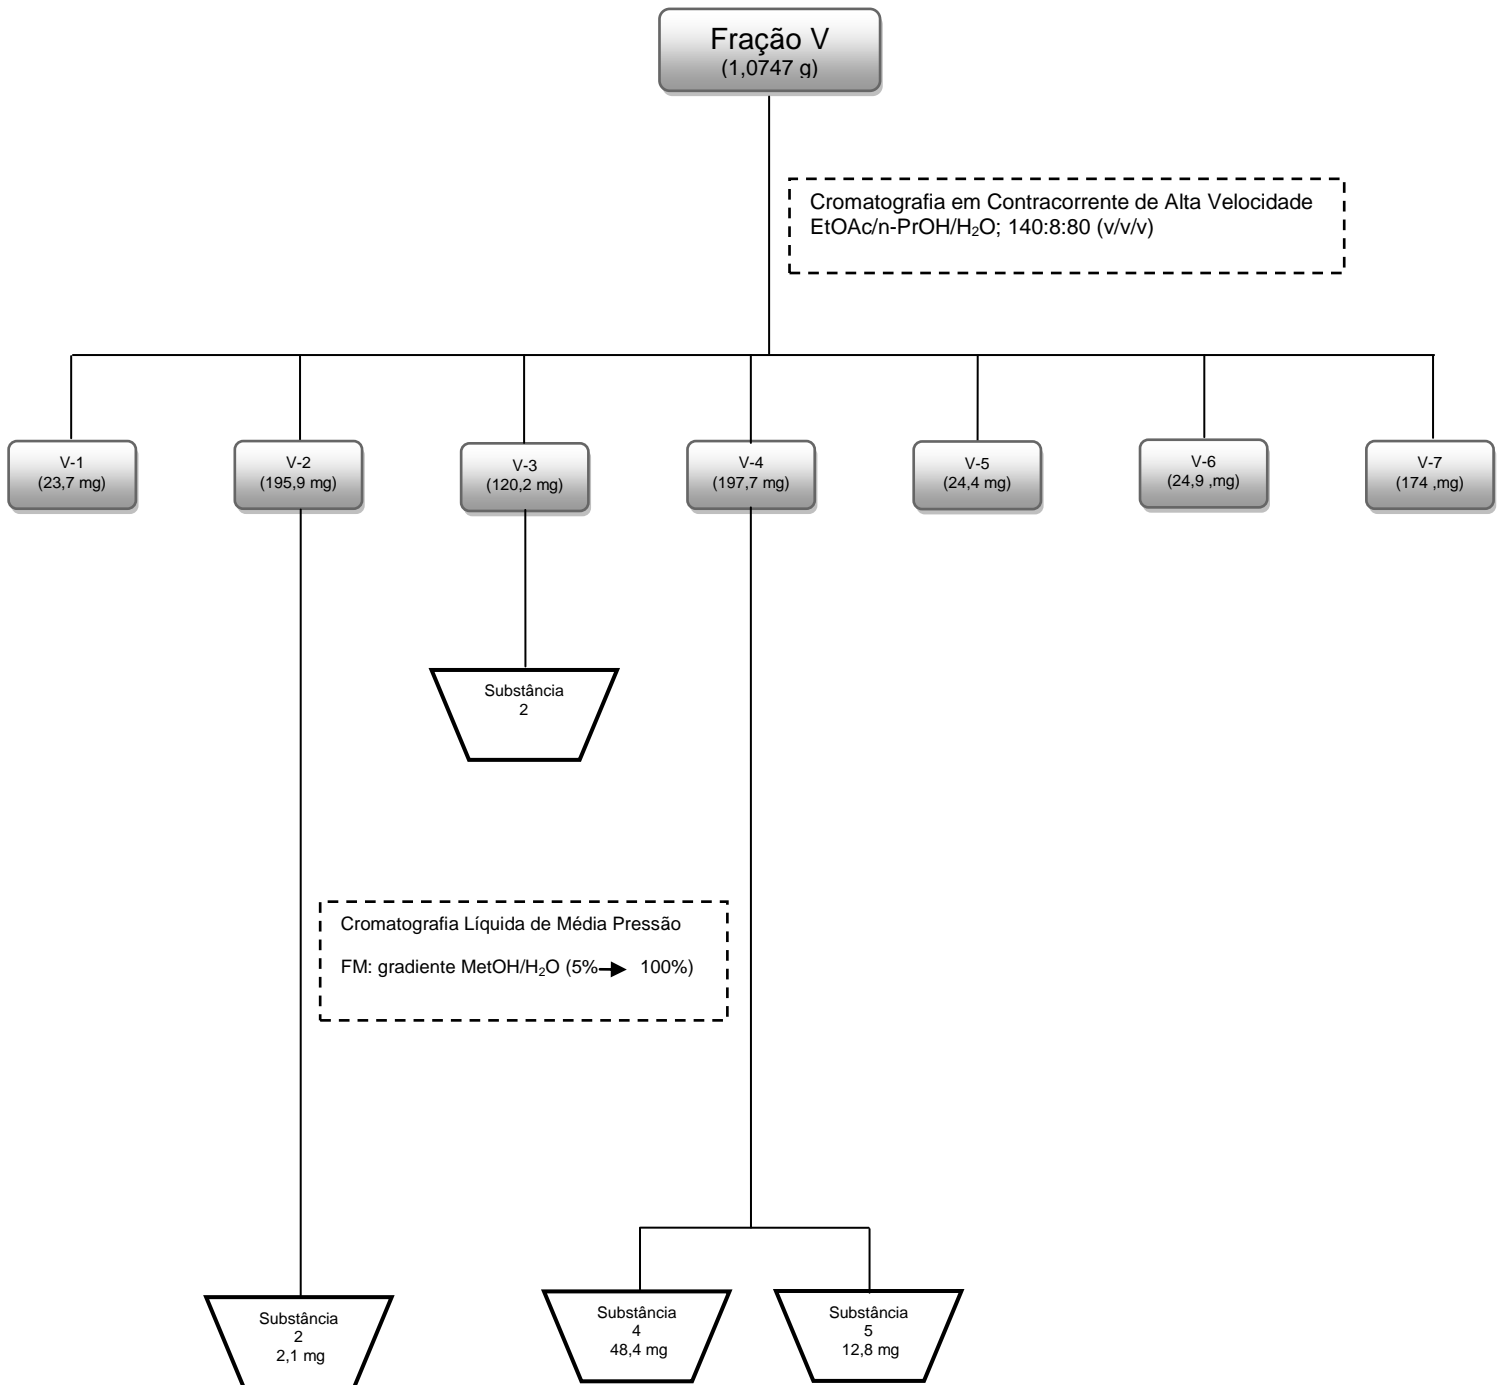 Fração V
(1,0747 g)
Cromatografia em Contracorrente de Alta Velocidade
EtOAc/n-PrOH/H₂O; 140:8:80 (v/v/v)
V-1
(23,7 mg)
V-2
(195,9 mg)
V-3
(120,2 mg)
V-4
(197,7 mg)
V-5
(24,4 mg)
V-6
(24,9 ,mg)
V-7
(174 ,mg)
Substância
2
Cromatografia Líquida de Média Pressão
FM: gradiente MetOH/H₂O (5%→ 100%)
Substância
2
2,1 mg
Substância
4
48,4 mg
Substância
5
12,8 mg